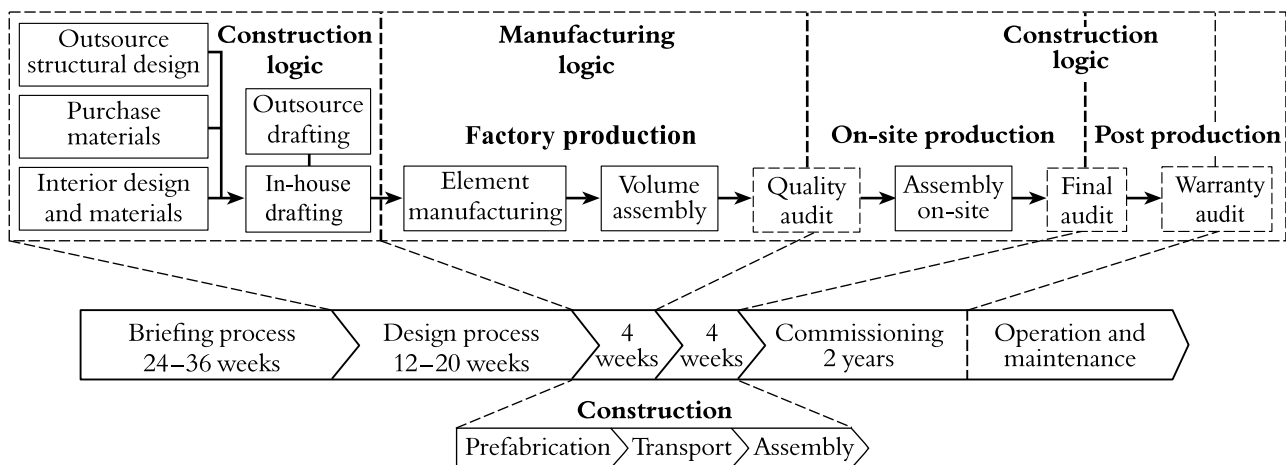 Outsource
structural design
Construction
logic
Manufacturing
logic
Construction
logic
Purchase
materials
Outsource
drafting
Factory production
On-site production
Post production
Interior design
and materials
In-house
drafting
Element
manufacturing
Volume
assembly
Quality
audit
Assembly
on-site
Final
audit
Warranty
audit
Briefing process
24–36 weeks
Design process
12–20 weeks
4
weeks
4
weeks
Commissioning
2 years
Operation and
maintenance
Construction
Prefabrication
Transport
Assembly